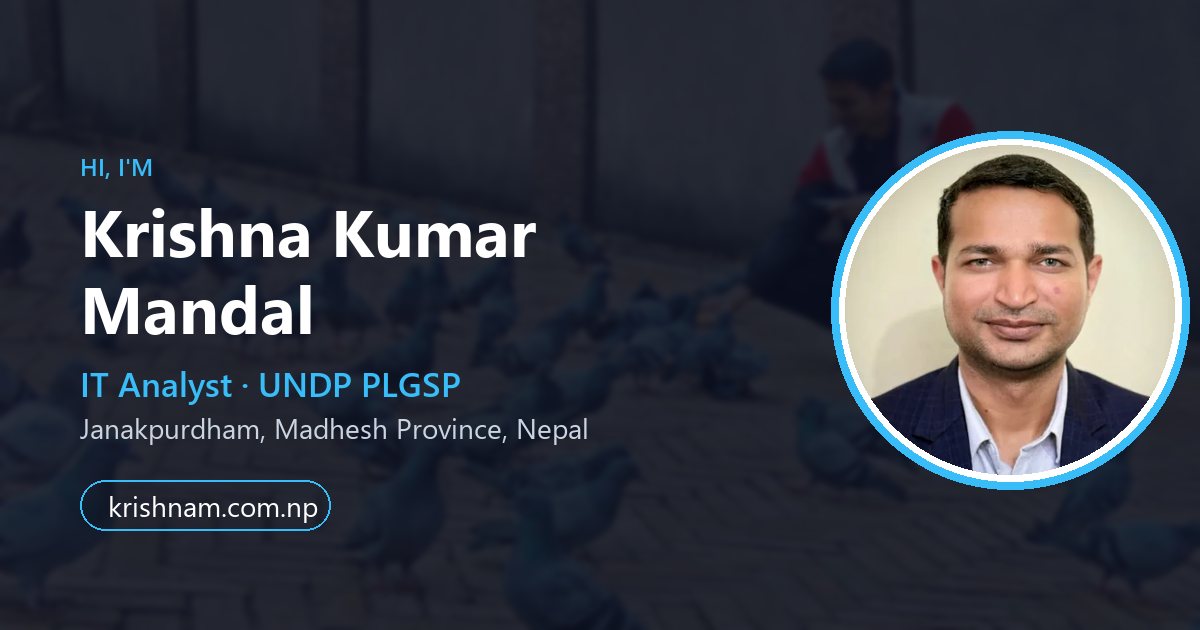 HI, I'M
Krishna Kumar
Mandal
IT Analyst · UNDP PLGSP
Janakpurdham, Madhesh Province, Nepal
krishnam.com.np